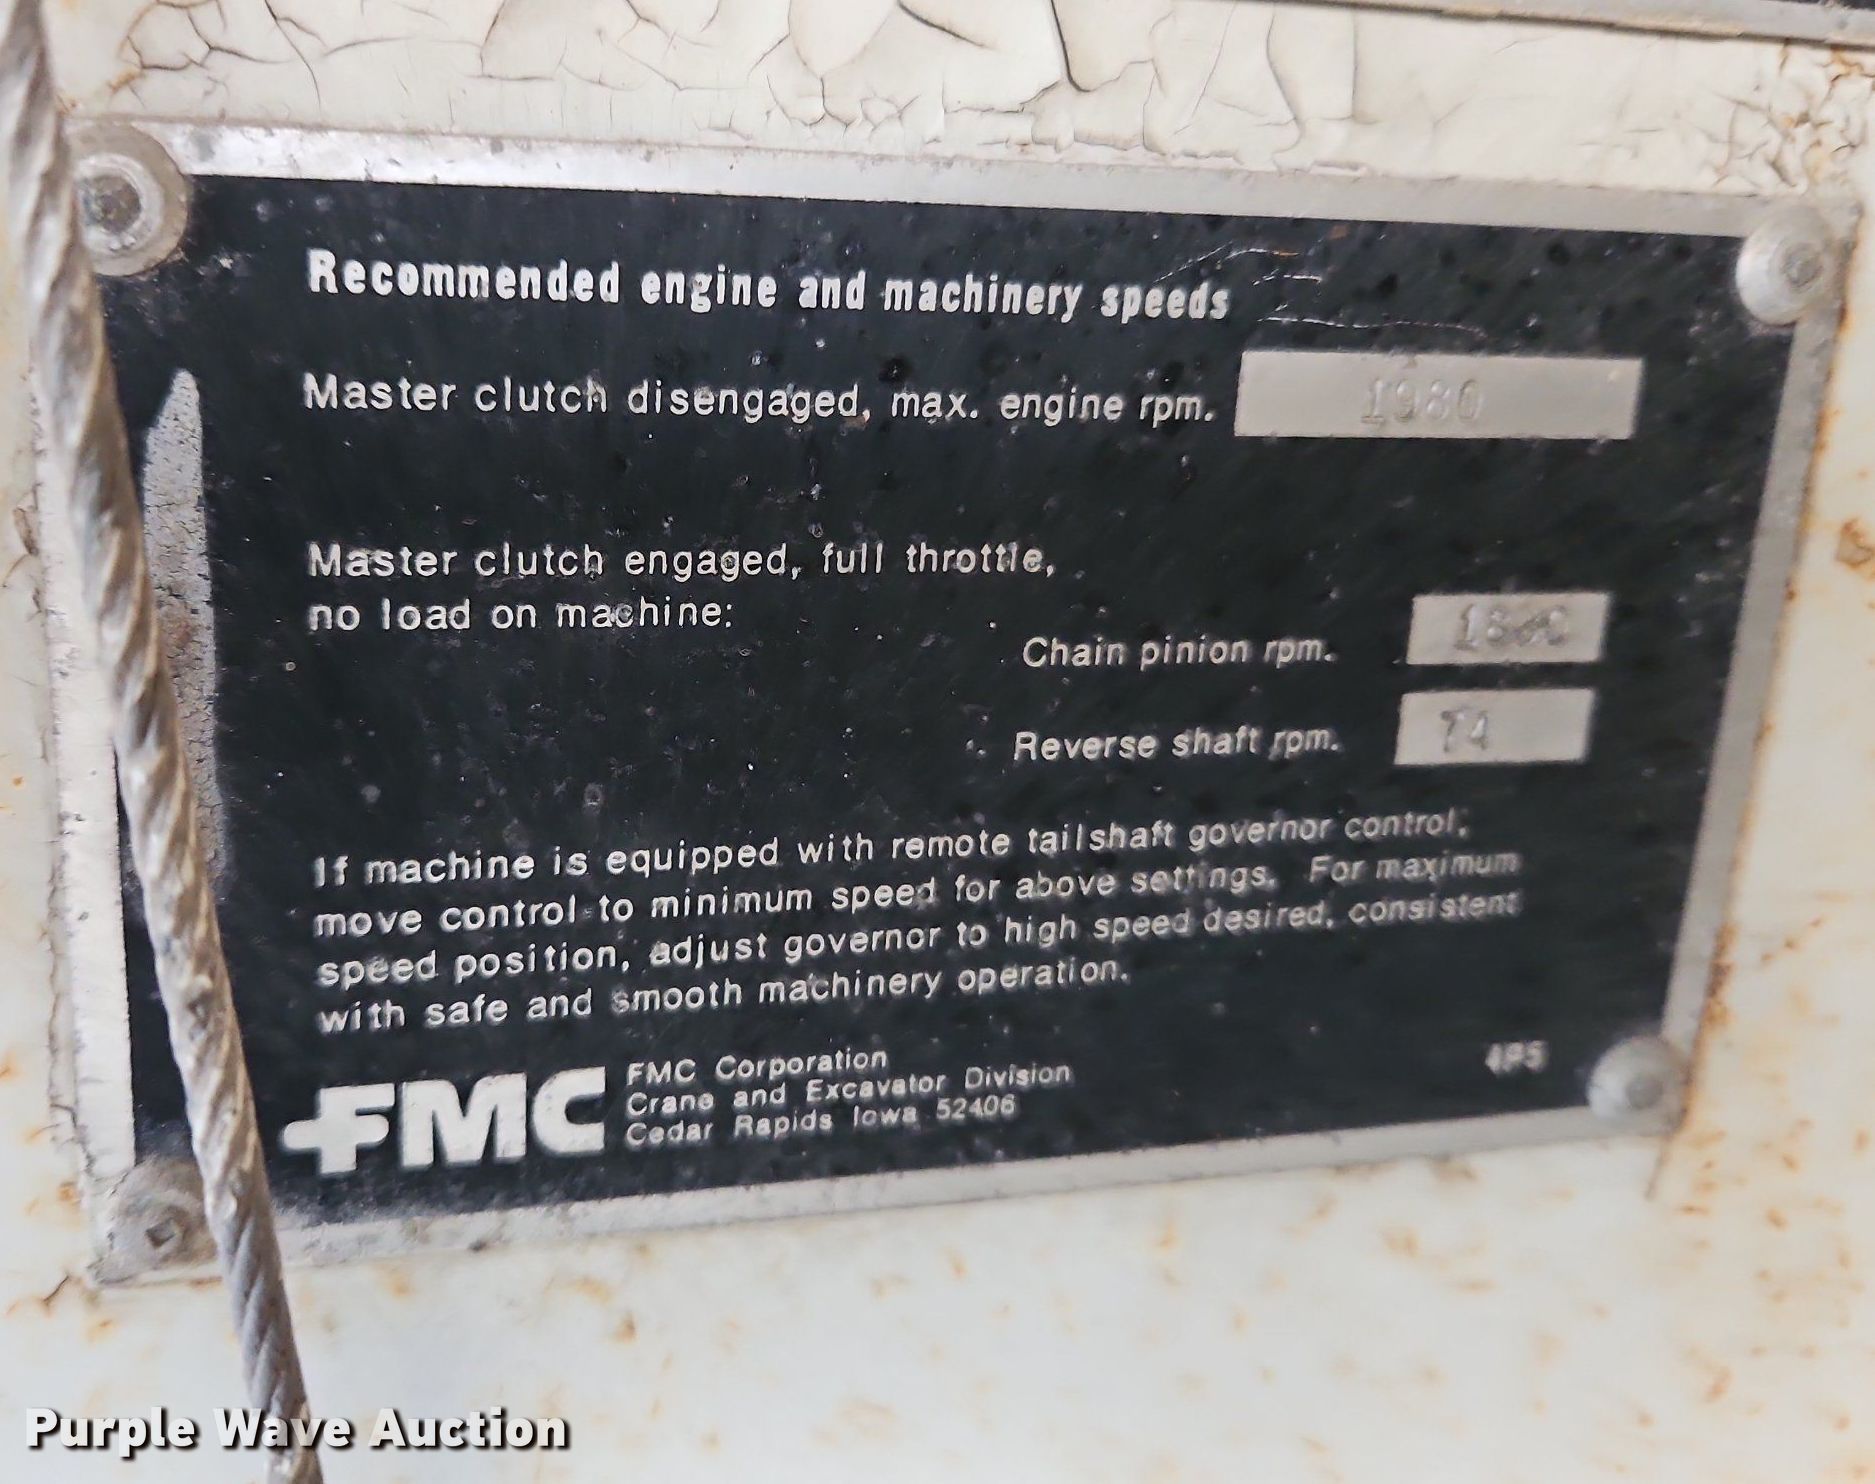 Recommended engine and machinery speeds
Master clutch disengaged, max. engine rpm. 1980
Master clutch engaged, full throttle,
no load on machine:
Chain pinion rpm.
Reverse shaft rpm. 74
If machine is equipped with remote tailshaft governor control,
move control to minimum speed for above settings. For maximum
speed position, adjust governor to high speed desired, consistent
with safe and smooth machinery operation.
FMC
FMC Corporation
Crane and Excavator Division
Cedar Rapids Iowa 52406
4P5
Purple Wave Auction